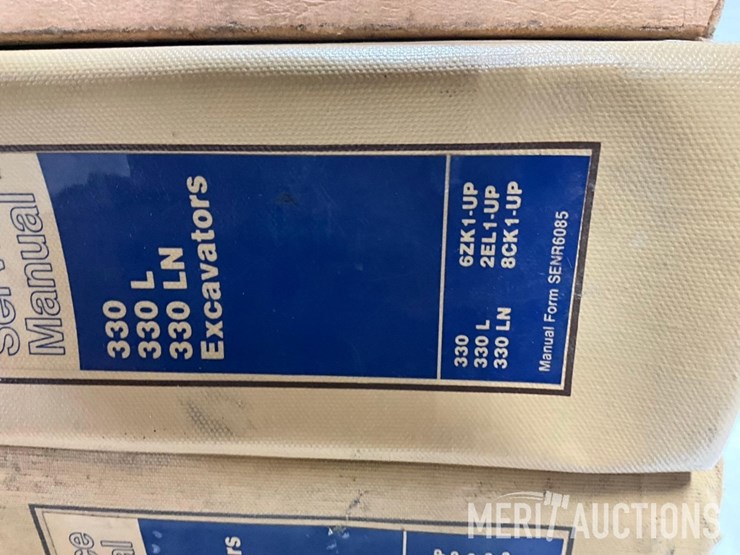 Manual
330
330 L
330 LN
Excavators
330 6ZK1-UP
330 L 2EL1-UP
330 LN 8CK1-UP
Manual Form SENR6085
MERIT AUCTIONS